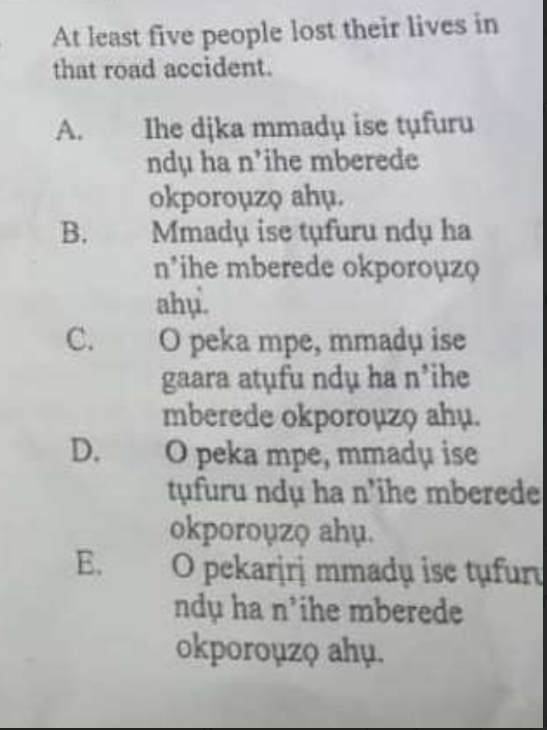 At least five people lost their lives in
that road accident.
A. Ihe dịka mmadụ ise tụfuru
ndụ ha n'ihe mberede
okporoụzọ ahụ.
B. Mmadụ ise tụfuru ndụ ha
n'ihe mberede okporoụzọ
ahụ.
C. O peka mpe, mmadụ ise
gaara atụfu ndụ ha n'ihe
mberede okporoụzọ ahụ.
D. O peka mpe, mmadụ ise
tụfuru ndụ ha n'ihe mberede
okporoụzọ ahụ.
E. O pekarịrị mmadụ ise tụfuru
ndụ ha n'ihe mberede
okporoụzọ ahụ.